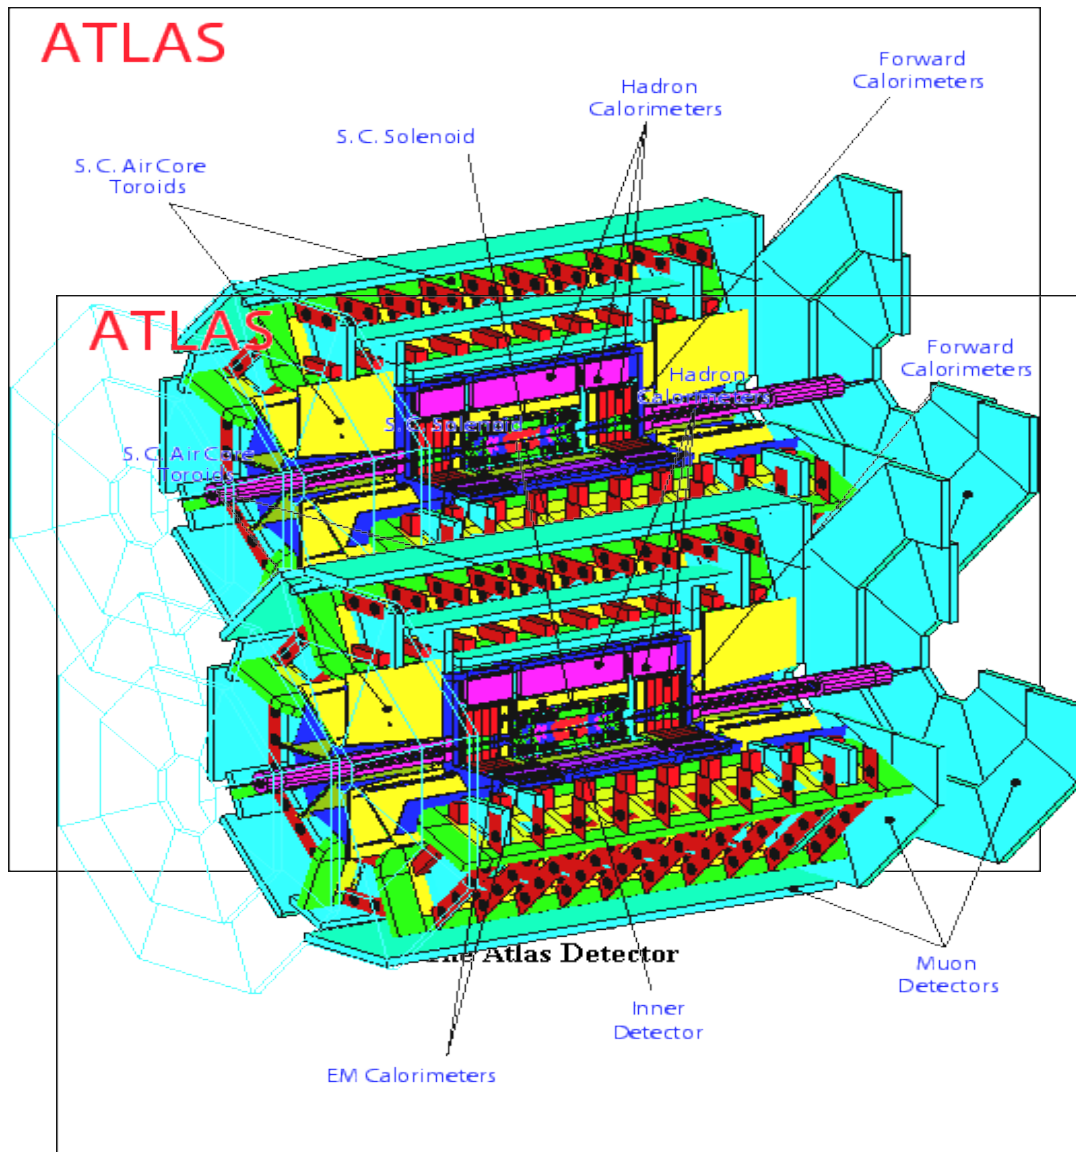 ATLAS
Forward
Calorimeters
Hadron
Calorimeters
S. C. Solenoid
S. C. Air Core
Toroids
ATLAS
Forward
Calorimeters
Hadron
Calorimeters
S. C. Solenoid
S. C. Air Core
Toroids
Atlas Detector
Muon
Detectors
Inner
Detector
EM Calorimeters